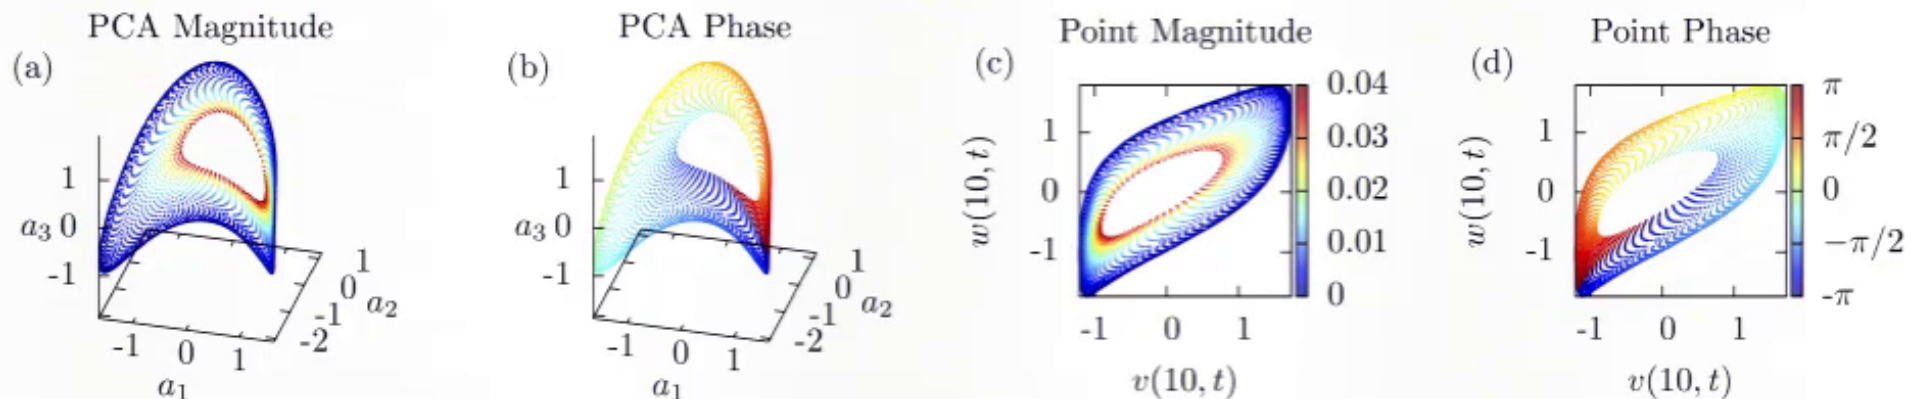 PCA Magnitude
(a)
1
0
-1
a₃
-1
0
1
a₁
1
0
-1
-2
a₂
PCA Phase
(b)
1
0
-1
a₃
-1
0
1
a₁
1
0
-1
-2
a₂
Point Magnitude
(c)
w(10, t)
1
0
-1
-1
0
1
v(10, t)
0.04
0.03
0.02
0.01
0
Point Phase
(d)
w(10, t)
1
0
-1
-1
0
1
v(10, t)
π
π/2
0
−π/2
-π